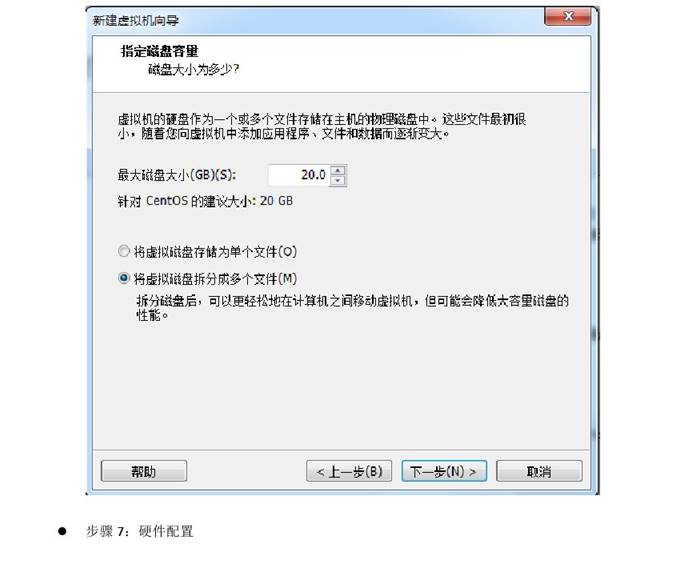 新建虚拟机向导
指定磁盘容量
磁盘大小为多少?
虚拟机的硬盘作为一个或多个文件存储在主机的物理磁盘中。这些文件最初很
小，随着您向虚拟机中添加应用程序、文件和数据而逐渐变大。
最大磁盘大小(GB)(S): 20.0
针对 CentOS 的建议大小: 20 GB
将虚拟磁盘存储为单个文件(O)
将虚拟磁盘拆分成多个文件(M)
拆分磁盘后，可以更轻松地在计算机之间移动虚拟机，但可能会降低大容量磁盘的
性能。
帮助 < 上一步(B) 下一步(N) > 取消
● 步骤 7：硬件配置